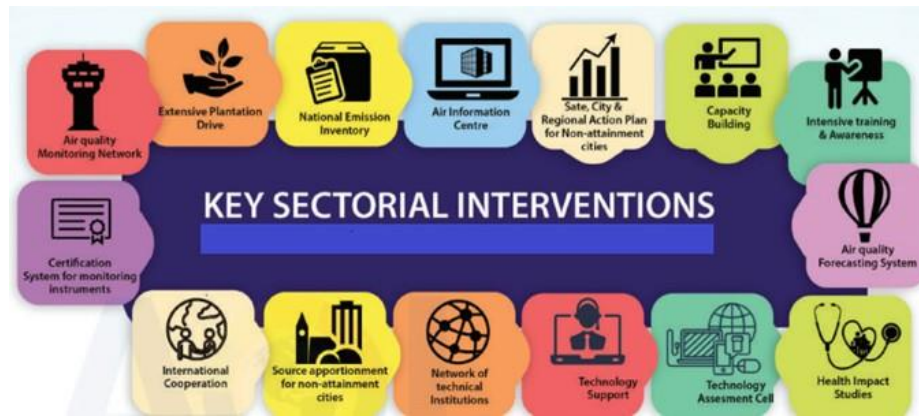 Air quality
Monitoring Network
Extensive Plantation
Drive
National Emission
Inventory
Air Information
Centre
Sate, City &
Regional Action Plan
for Non-attainment
cities
Capacity
Building
Intensive training
& Awareness
KEY SECTORIAL INTERVENTIONS
Certification
System for monitoring
instruments
Air quality
Forecasting System
International
Cooperation
Source apportionment
for non-attainment
cities
Network of
technical
Institutions
Technology
Support
Technology
Assesment Cell
Health Impact
Studies